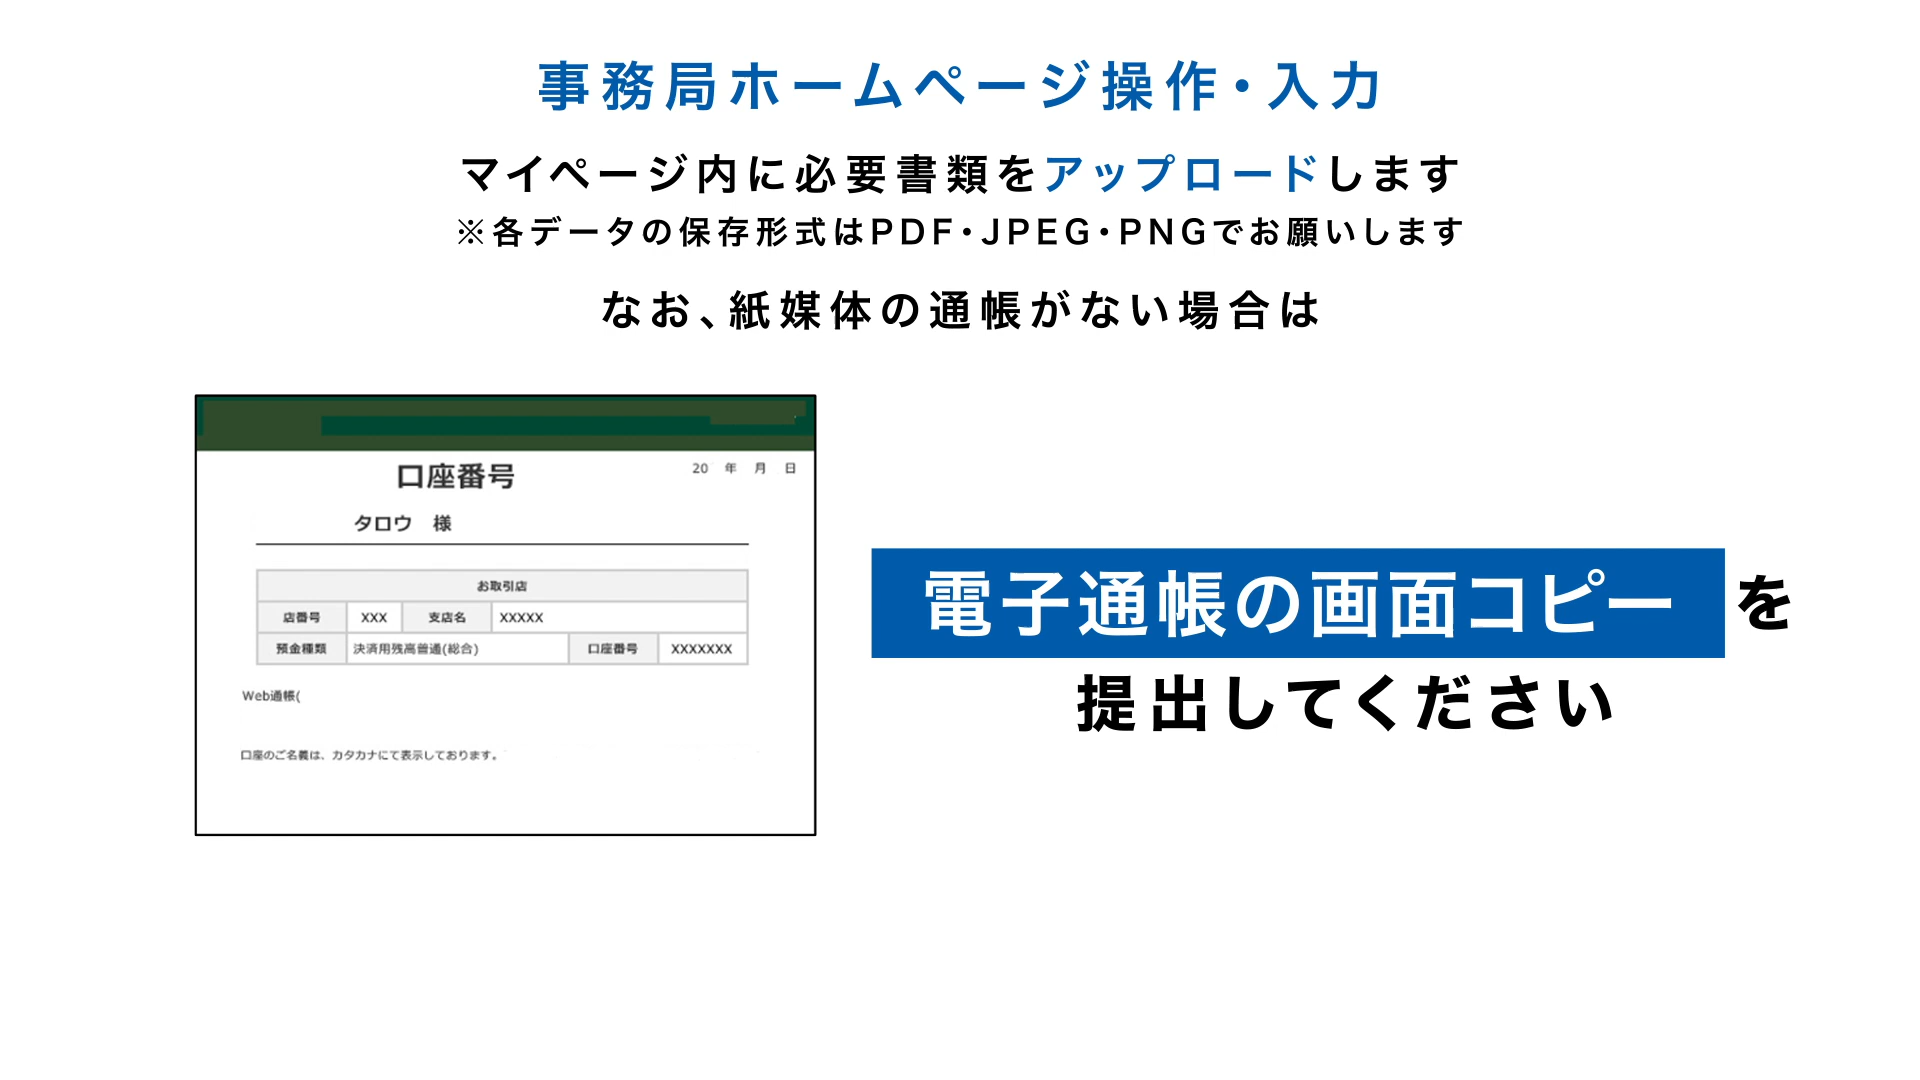 事務局ホームページ操作・入力
マイページ内に必要書類をアップロードします
※各データの保存形式はPDF・JPEG・PNGでお願いします
なお、紙媒体の通帳がない場合は
口座番号
20 年 月 日
タロウ 様
お取引店
店番号 XXX 支店名 XXXXX
預金種類 決済用残高普通(総合) 口座番号 XXXXXXX
Web通帳(
口座のご名義は、カタカナにて表示しております。
電子通帳の画面コピーを
提出してください